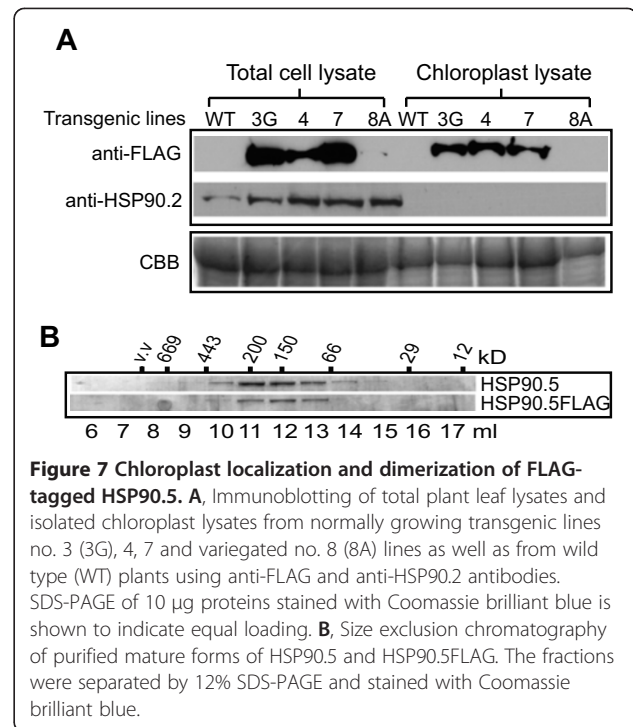 A
Total cell lysate Chloroplast lysate
Transgenic lines WT 3G 4 7 8A WT 3G 4 7 8A
anti-FLAG
anti-HSP90.2
CBB
B
v.v 669 443 200 150 66 29 12 kD
HSP90.5
HSP90.5FLAG
6 7 8 9 10 11 12 13 14 15 16 17 ml
Figure 7 Chloroplast localization and dimerization of FLAG-
tagged HSP90.5. A, Immunoblotting of total plant leaf lysates and
isolated chloroplast lysates from normally growing transgenic lines
no. 3 (3G), 4, 7 and variegated no. 8 (8A) lines as well as from wild
type (WT) plants using anti-FLAG and anti-HSP90.2 antibodies.
SDS-PAGE of 10 μg proteins stained with Coomassie brilliant blue is
shown to indicate equal loading. B, Size exclusion chromatography
of purified mature forms of HSP90.5 and HSP90.5FLAG. The fractions
were separated by 12% SDS-PAGE and stained with Coomassie
brilliant blue.